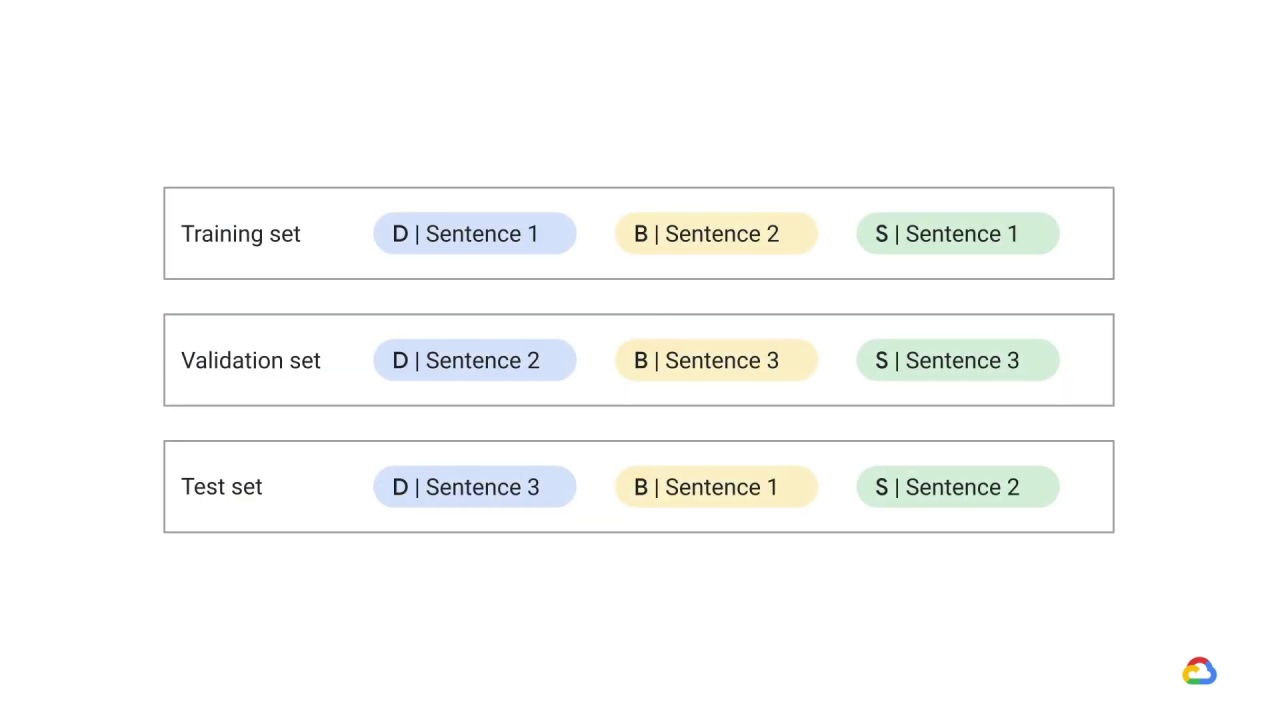 Training set D | Sentence 1 B | Sentence 2 S | Sentence 1
Validation set D | Sentence 2 B | Sentence 3 S | Sentence 3
Test set D | Sentence 3 B | Sentence 1 S | Sentence 2